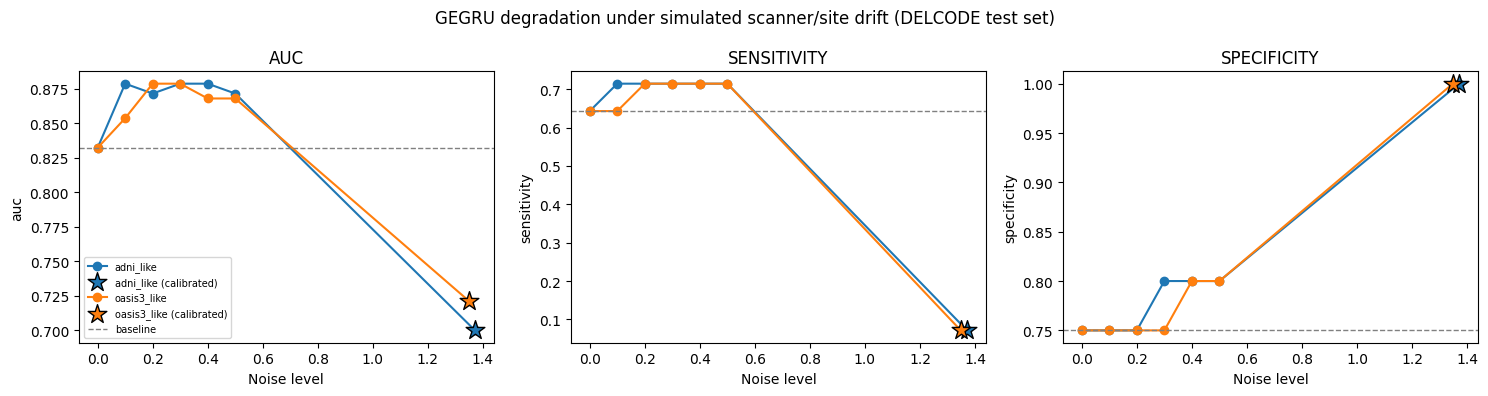 GEGRU degradation under simulated scanner/site drift (DELCODE test set)
AUC
auc
0.875
0.850
0.825
0.800
0.775
0.750
0.725
0.700
adni_like
adni_like (calibrated)
oasis3_like
oasis3_like (calibrated)
baseline
0.0 0.2 0.4 0.6 0.8 1.0 1.2 1.4
Noise level
SENSITIVITY
sensitivity
0.7
0.6
0.5
0.4
0.3
0.2
0.1
0.0 0.2 0.4 0.6 0.8 1.0 1.2 1.4
Noise level
SPECIFICITY
specificity
1.00
0.95
0.90
0.85
0.80
0.75
0.0 0.2 0.4 0.6 0.8 1.0 1.2 1.4
Noise level